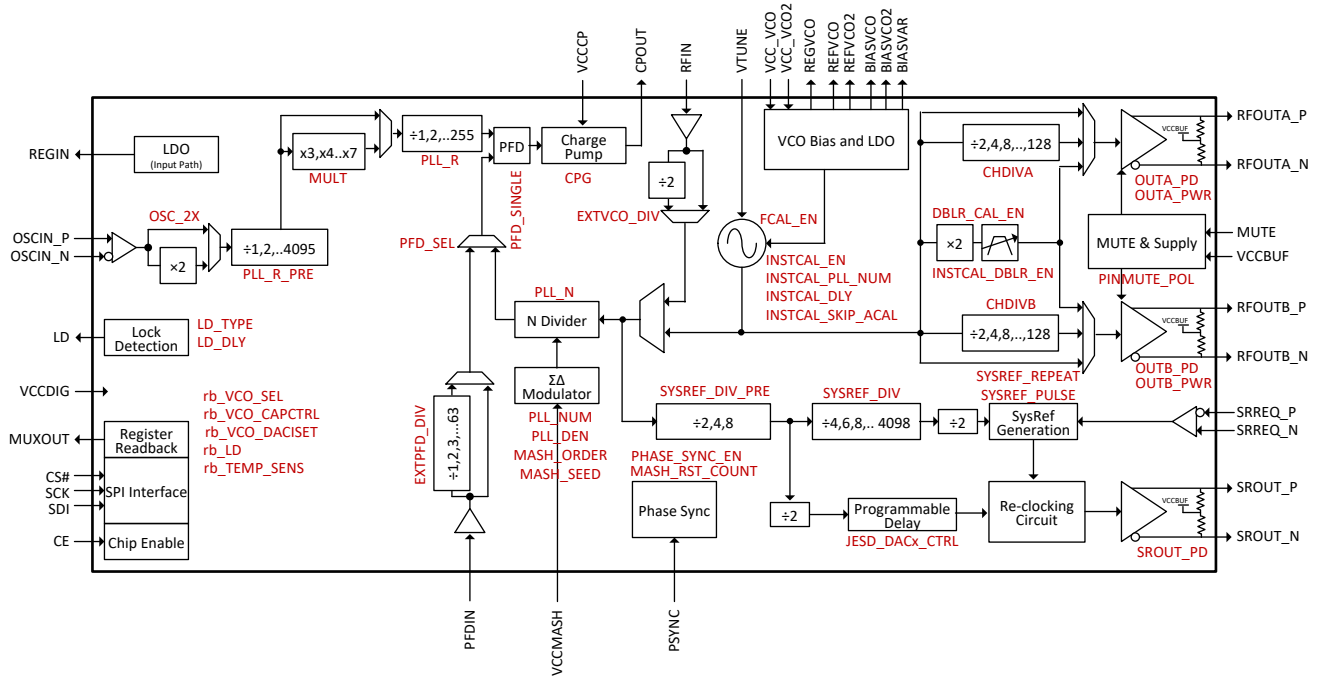 VCCCP
CPOUT
RFIN
VTUNE
VCC_VCO
VCC_VCO2
REGVCO
REFVCO
REFVCO2
BIASVCO
BIASVCO2
BIASVAR
REGIN
LDO
(Input Path)
x3,x4..x7
MULT
÷1,2,..255
PLL_R
PFD
PFD_SINGLE
Charge
Pump
CPG
÷2
EXTVCO_DIV
VCO Bias and LDO
÷2,4,8,..,128
CHDIVA
VCCBUF
RFOUTA_P
RFOUTA_N
OUTA_PD
OUTA_PWR
OSCIN_P
OSCIN_N
OSC_2X
×2
÷1,2,..4095
PLL_R_PRE
PFD_SEL
FCAL_EN
INSTCAL_EN
INSTCAL_PLL_NUM
INSTCAL_DLY
INSTCAL_SKIP_ACAL
DBLR_CAL_EN
×2
INSTCAL_DBLR_EN
MUTE & Supply
PINMUTE_POL
MUTE
VCCBUF
LD
Lock
Detection
LD_TYPE
LD_DLY
PLL_N
N Divider
CHDIVB
÷2,4,8,..,128
VCCBUF
RFOUTB_P
RFOUTB_N
OUTB_PD
OUTB_PWR
VCCDIG
rb_VCO_SEL
rb_VCO_CAPCTRL
rb_VCO_DACISET
rb_LD
rb_TEMP_SENS
MUXOUT
Register
Readback
CS#
SCK
SDI
SPI Interface
CE
Chip Enable
EXTPFD_DIV
÷1,2,3,...63
ΣΔ
Modulator
PLL_NUM
PLL_DEN
MASH_ORDER
MASH_SEED
SYSREF_DIV_PRE
÷2,4,8
SYSREF_DIV
÷4,6,8,.. 4098
÷2
SYSREF_REPEAT
SYSREF_PULSE
SysRef
Generation
SRREQ_P
SRREQ_N
PHASE_SYNC_EN
MASH_RST_COUNT
Phase Sync
÷2
Programmable
Delay
JESD_DACx_CTRL
Re-clocking
Circuit
VCCBUF
SROUT_P
SROUT_N
SROUT_PD
PFDIN
VCCMASH
PSYNC